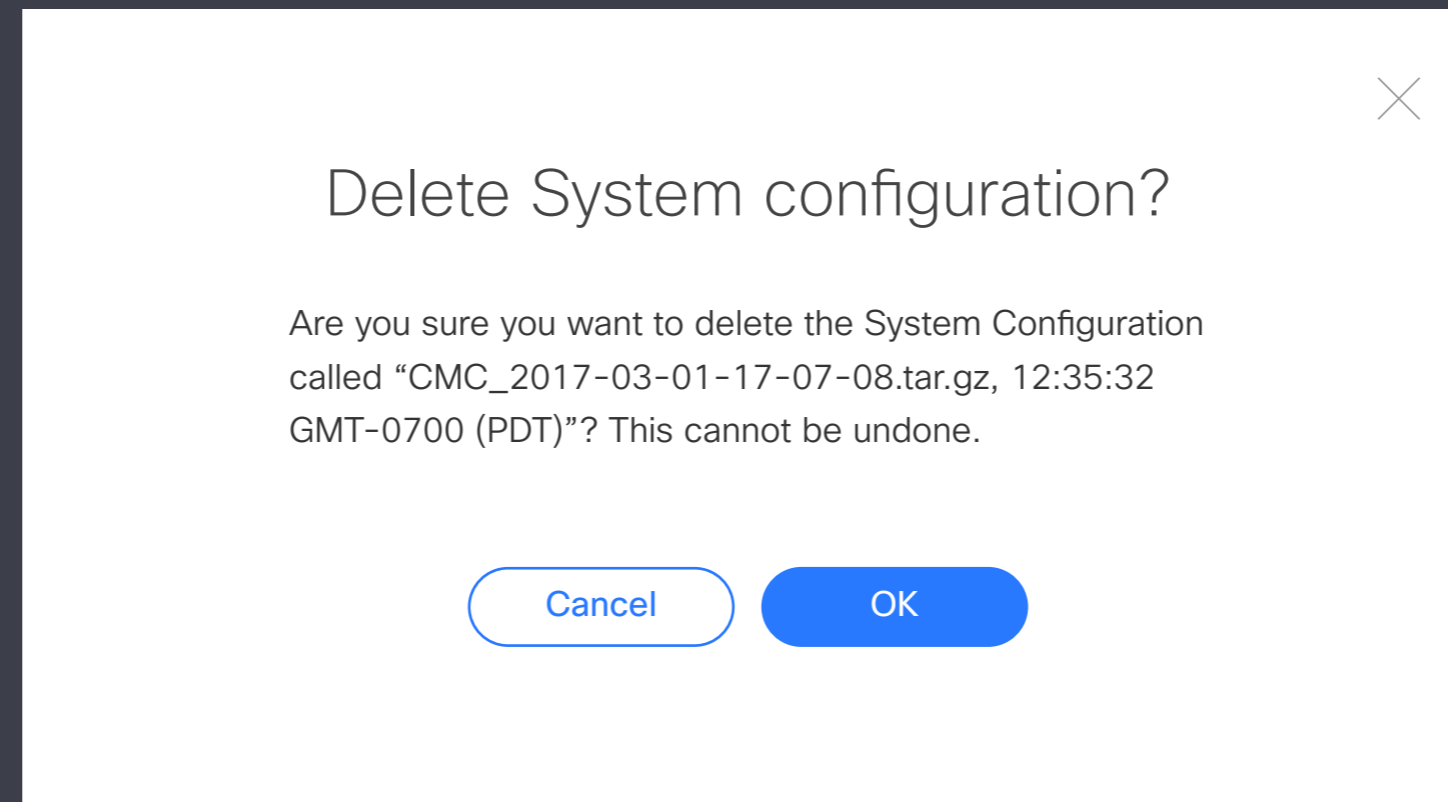 Delete System configuration?
Are you sure you want to delete the System Configuration
called “CMC_2017-03-01-17-07-08.tar.gz, 12:35:32
GMT-0700 (PDT)”? This cannot be undone.
Cancel
OK